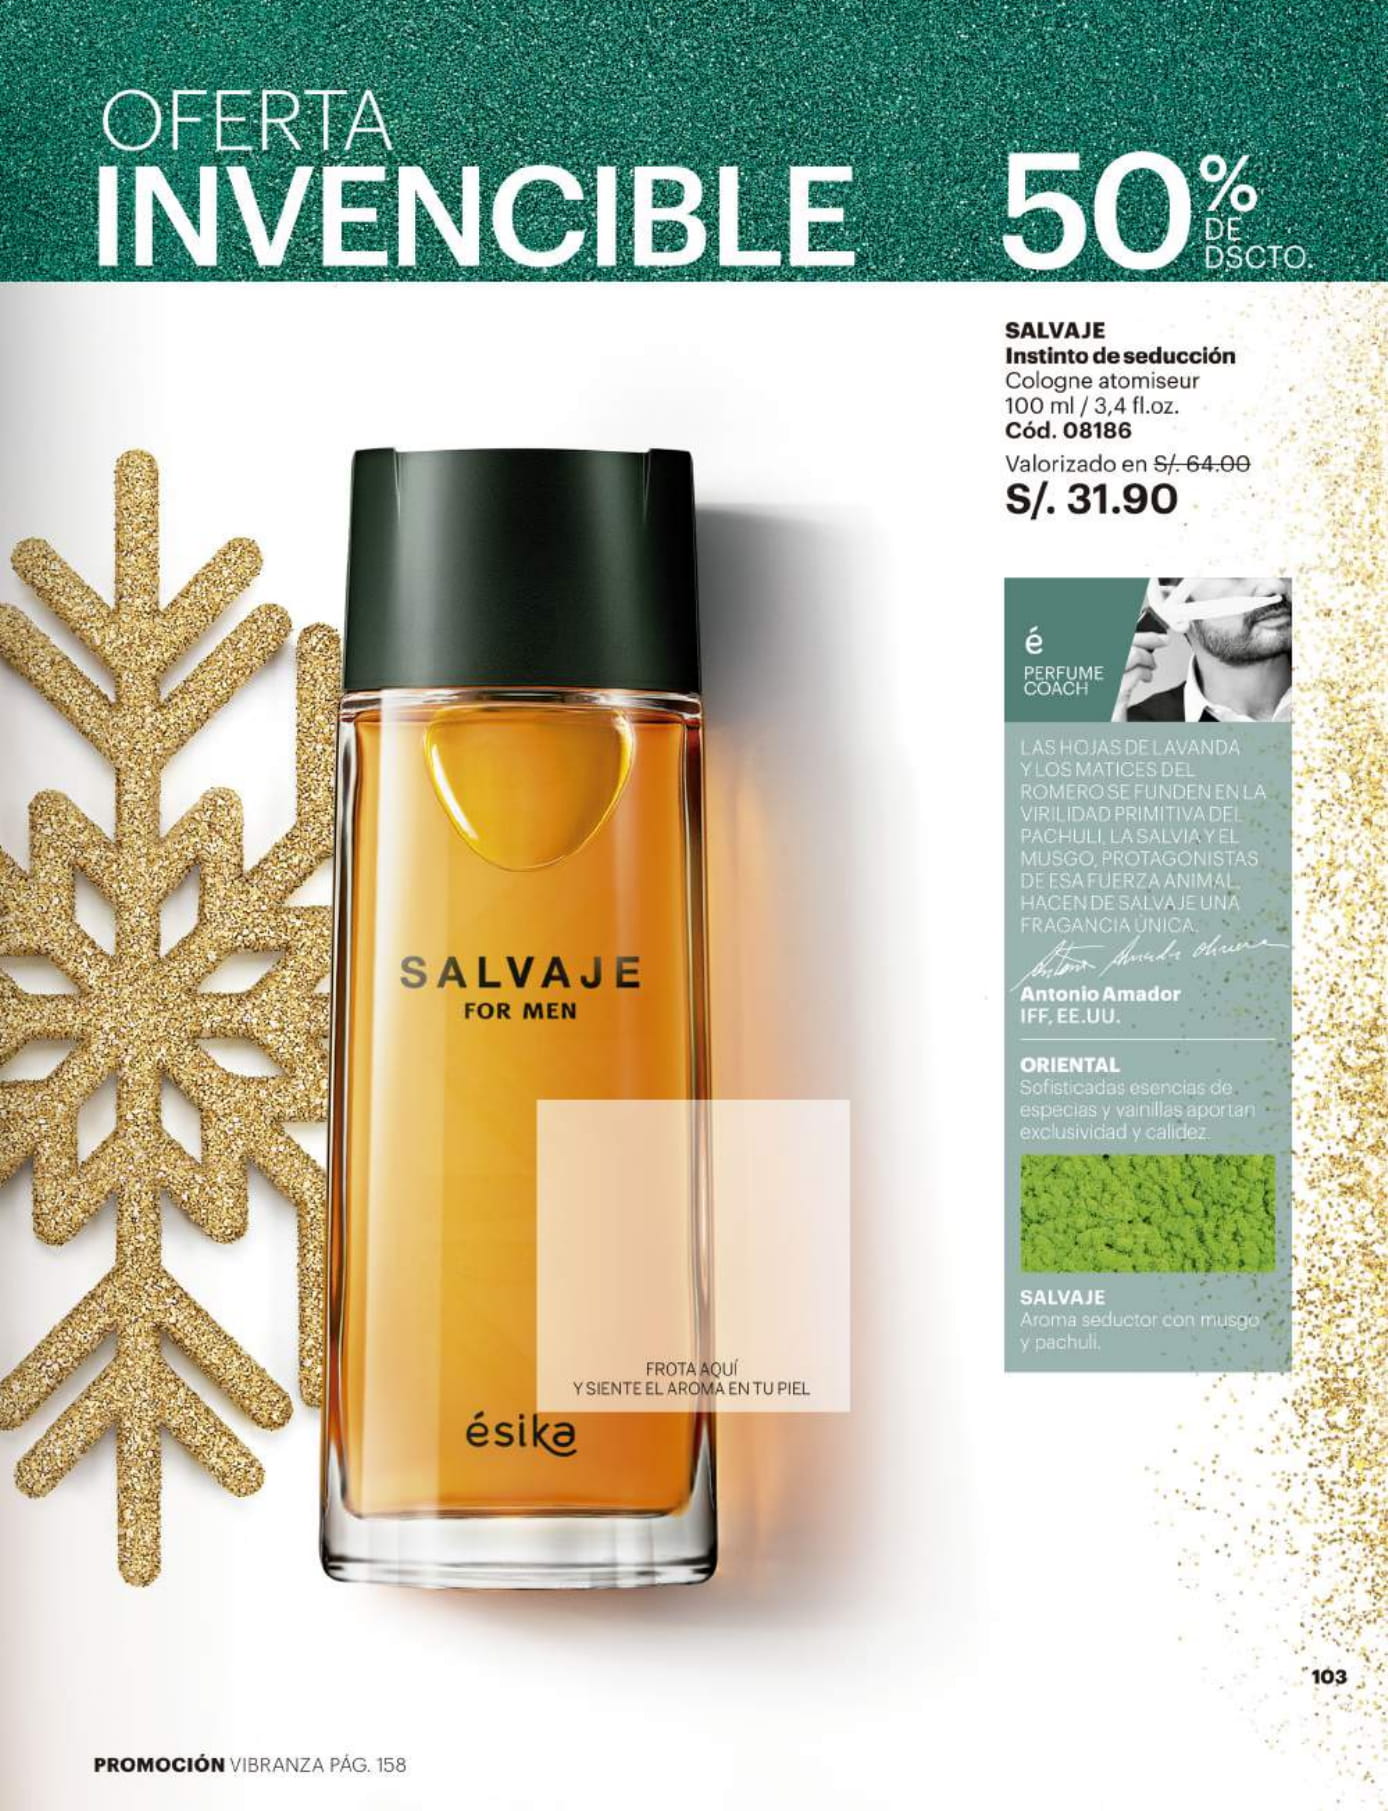 OFERTA
INVENCIBLE
50%
DE
DSCTO.
SALVAJE
Instinto de seducción
Cologne atomiseur
100 ml / 3,4 fl.oz.
Cód. 08186
Valorizado en S/. 64.00
S/. 31.90
é
PERFUME
COACH
LAS HOJAS DE LAVANDA
Y LOS MATICES DEL
ROMERO SE FUNDEN EN LA
VIRILIDAD PRIMITIVA DEL
PACHULI, LA SALVIA Y EL
MUSGO, PROTAGONISTAS
DE ESA FUERZA ANIMAL.
HACEN DE SALVAJE UNA
FRAGANCIA ÚNICA.
Antonio Amador
IFF, EE.UU.
ORIENTAL
Sofisticadas esencias de
especias y vainillas aportan
exclusividad y calidez.
SALVAJE
Aroma seductor con musgo
y pachuli.
SALVAJE
FOR MEN
FROTA AQUÍ
Y SIENTE EL AROMA EN TU PIEL
ésika
103
PROMOCIÓN VIBRANZA PÁG. 158